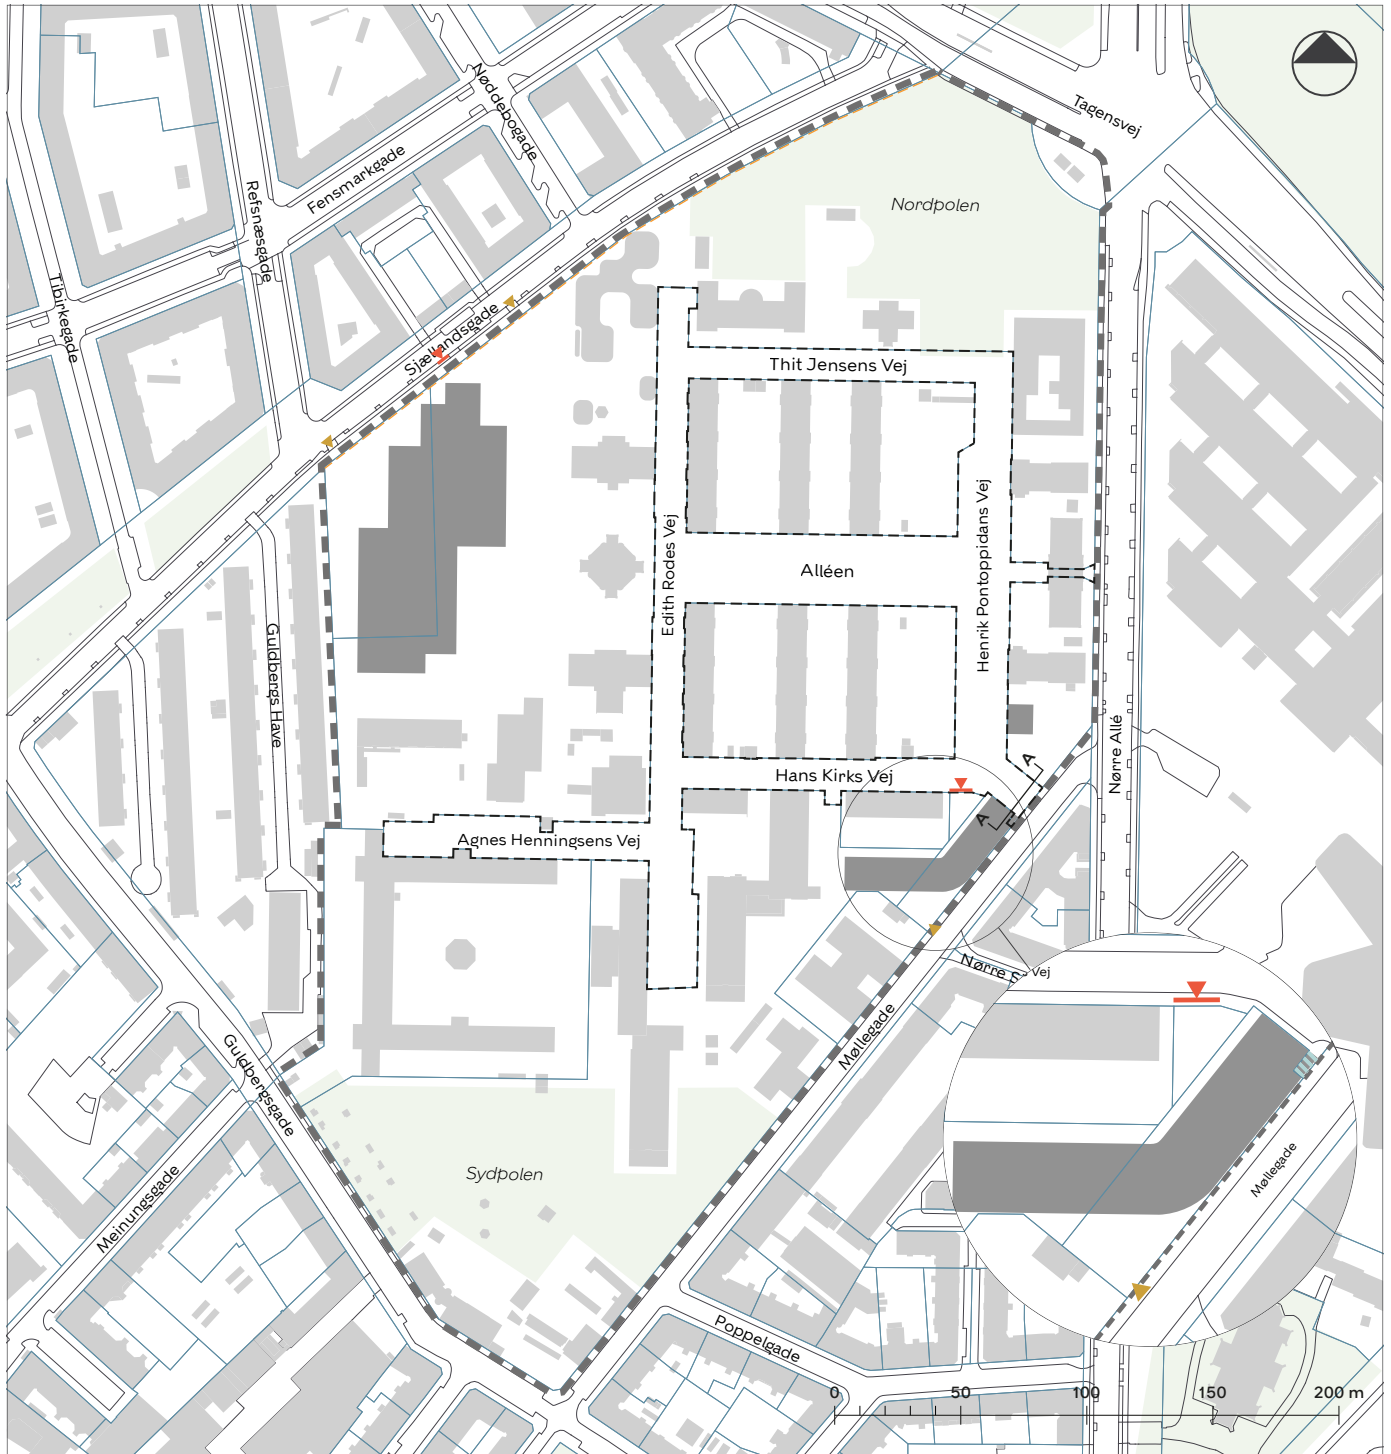 Nøddebogade
Tagensvej
Fensmarkgade
Refsnæsgade
Nordpolen
Tibirkegade
Sjællandsgade
Thit Jensens Vej
Edith Rodes Vej
Henrik Pontoppidans Vej
Alléen
Guldbergs Have
Nørre Allé
A
Hans Kirks Vej
A
Agnes Henningsens Vej
Nørre S
Vej
Møllegade
Guldbergsgade
Møllegade
Sydpolen
Meinungsgade
Poppelgade
0 50 100 150 200 m